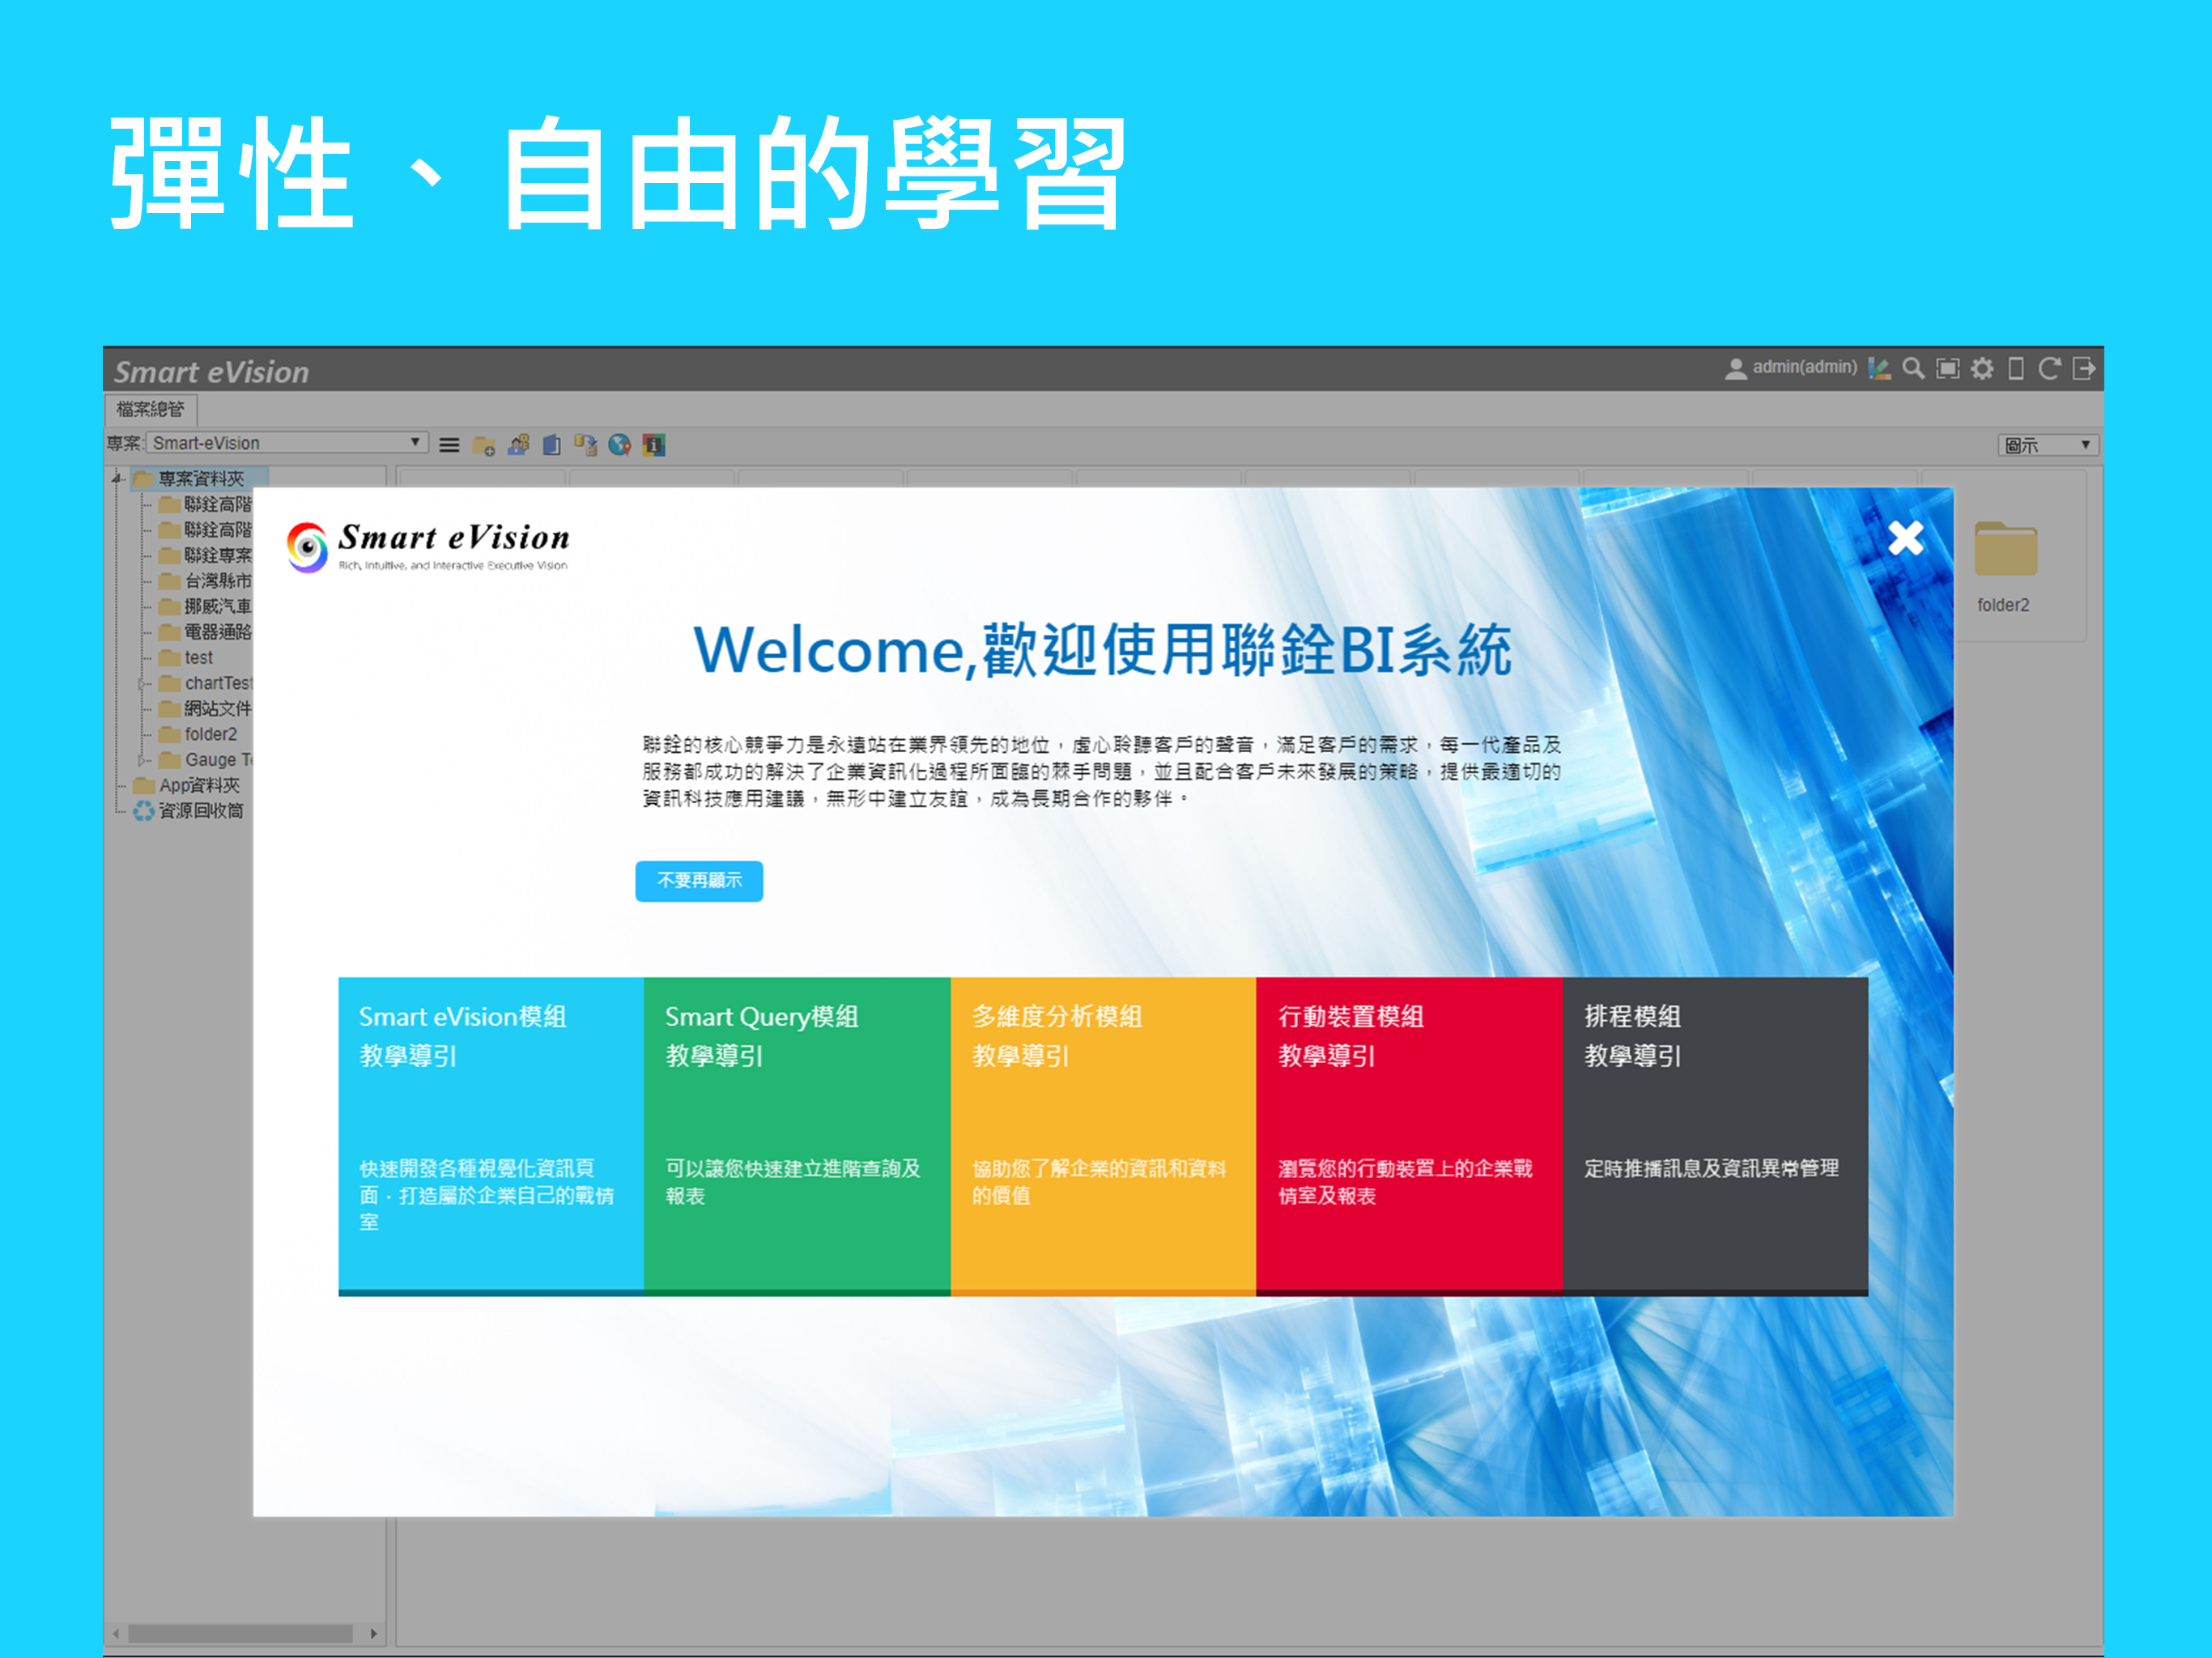 彈性、自由的學習
Smart eVision
admin(admin)
檔案總管
專案:
Smart-eVision
圖示
專案資料夾
聯銓高階
聯銓高階
聯銓專案
台灣縣市
挪威汽車
電器通路
test
chartTest
網站文件
folder2
Gauge T
App資料夾
資源回收筒
folder2
Smart eVision
Rich, Intuitive, and Interactive Executive Vision
Welcome,歡迎使用聯銓BI系統
聯銓的核心競爭力是永遠站在業界領先的地位，虛心聆聽客戶的聲音，滿足客戶的需求，每一代產品及
服務都成功的解決了企業資訊化過程所面臨的棘手問題，並且配合客戶未來發展的策略，提供最適切的
資訊科技應用建議，無形中建立友誼，成為長期合作的夥伴。
不要再顯示
Smart eVision模組
教學導引
快速開發各種視覺化資訊頁
面．打造屬於企業自己的戰情
室
Smart Query模組
教學導引
可以讓您快速建立進階查詢及
報表
多維度分析模組
教學導引
協助您了解企業的資訊和資料
的價值
行動裝置模組
教學導引
瀏覽您的行動裝置上的企業戰
情室及報表
排程模組
教學導引
定時推播訊息及資訊異常管理